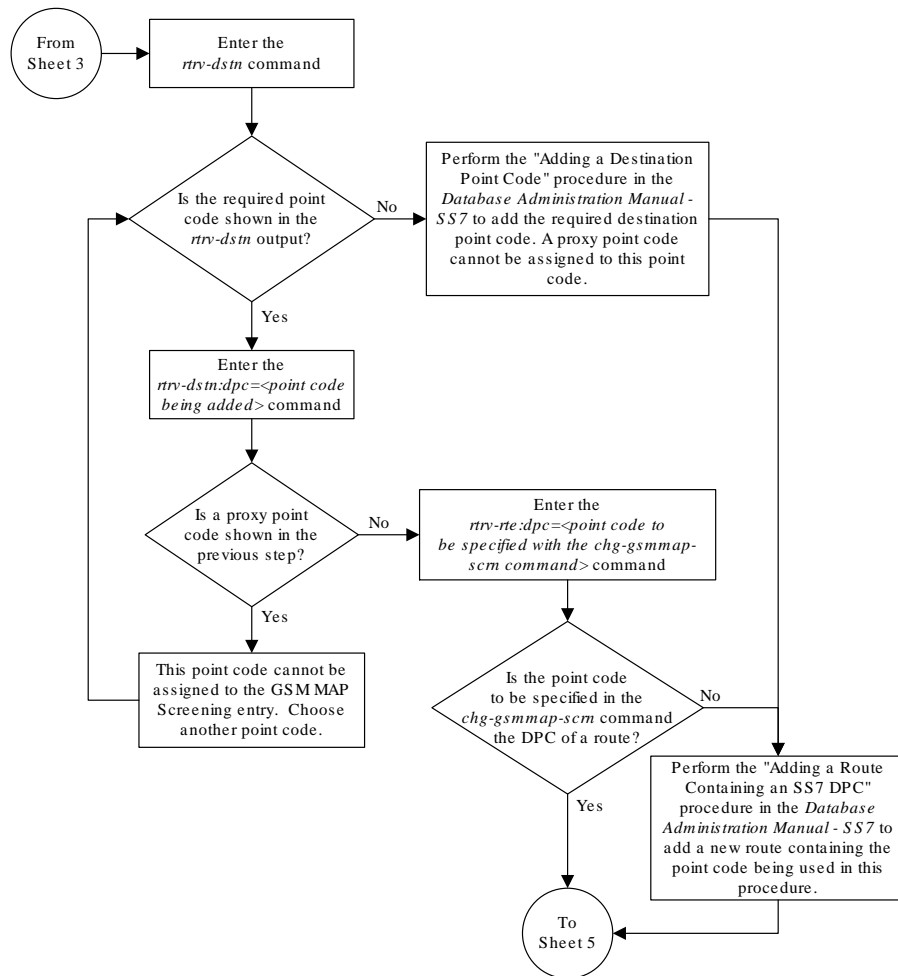 From
Sheet 3
Enter the
rtrv-dstn command
Is the required point
code shown in the
rtrv-dstn output?
No
Perform the "Adding a Destination
Point Code" procedure in the
Database Administration Manual -
SS7 to add the required destination
point code. A proxy point code
cannot be assigned to this point
code.
Yes
Enter the
rtrv-dstn:dpc=<point code
being added> command
Is a proxy point
code shown in the
previous step?
No
Enter the
rtrv-rte:dpc=<point code to
be specified with the chg-gsmmap-
scrn command> command
Yes
This point code cannot be
assigned to the GSM MAP
Screening entry. Choose
another point code.
Is the point code
to be specified in the
chg-gsmmap-scrn command
the DPC of a route?
No
Perform the "Adding a Route
Containing an SS7 DPC"
procedure in the Database
Administration Manual - SS7 to
add a new route containing the
point code being used in this
procedure.
Yes
To
Sheet 5